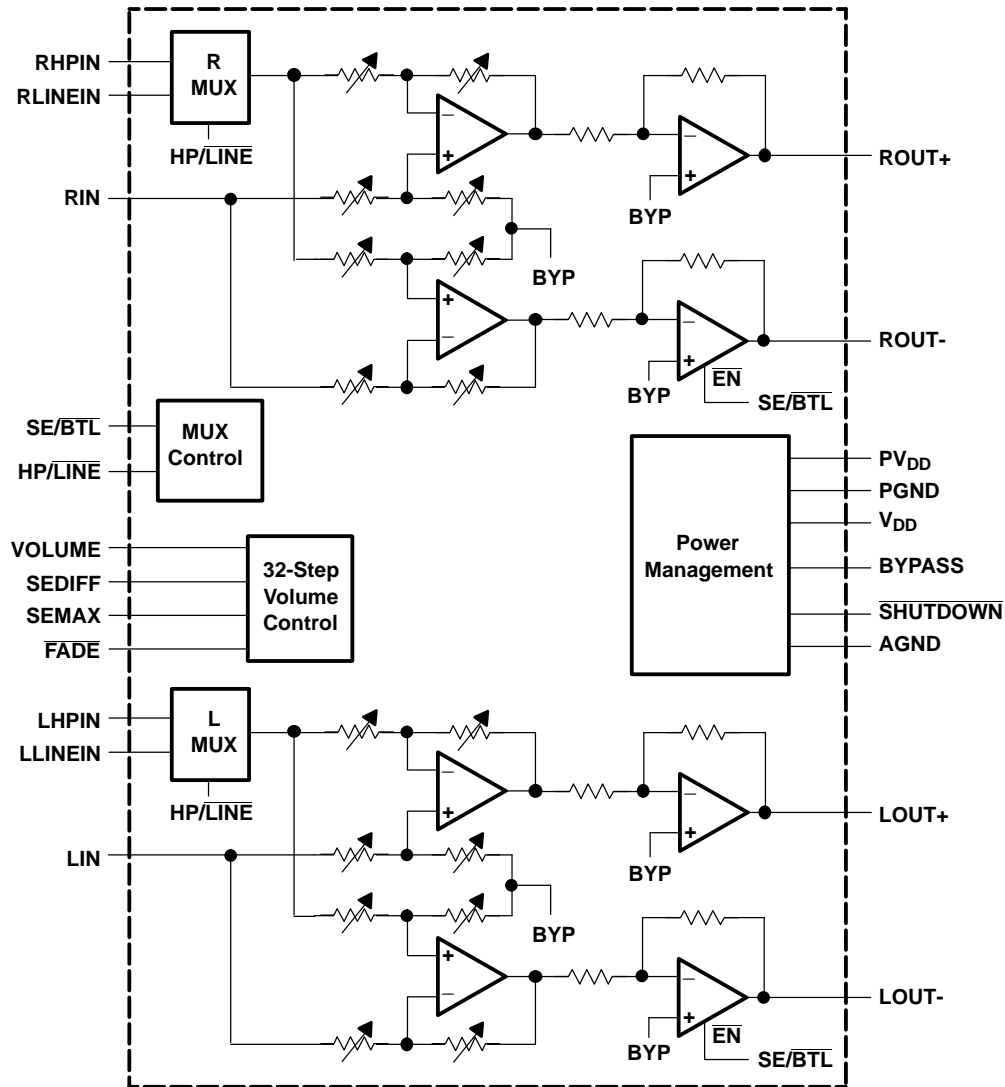 RHPIN
RLINEIN
R
MUX
HP/LINE
RIN
BYP
BYP
ROUT+
BYP
EN
SE/BTL
ROUT-
SE/BTL
HP/LINE
MUX
Control
VOLUME
SEDIFF
SEMAX
FADE
32-Step
Volume
Control
Power
Management
PVDD
PGND
VDD
BYPASS
SHUTDOWN
AGND
LHPIN
LLINEIN
L
MUX
HP/LINE
LIN
BYP
BYP
LOUT+
BYP
EN
SE/BTL
LOUT-